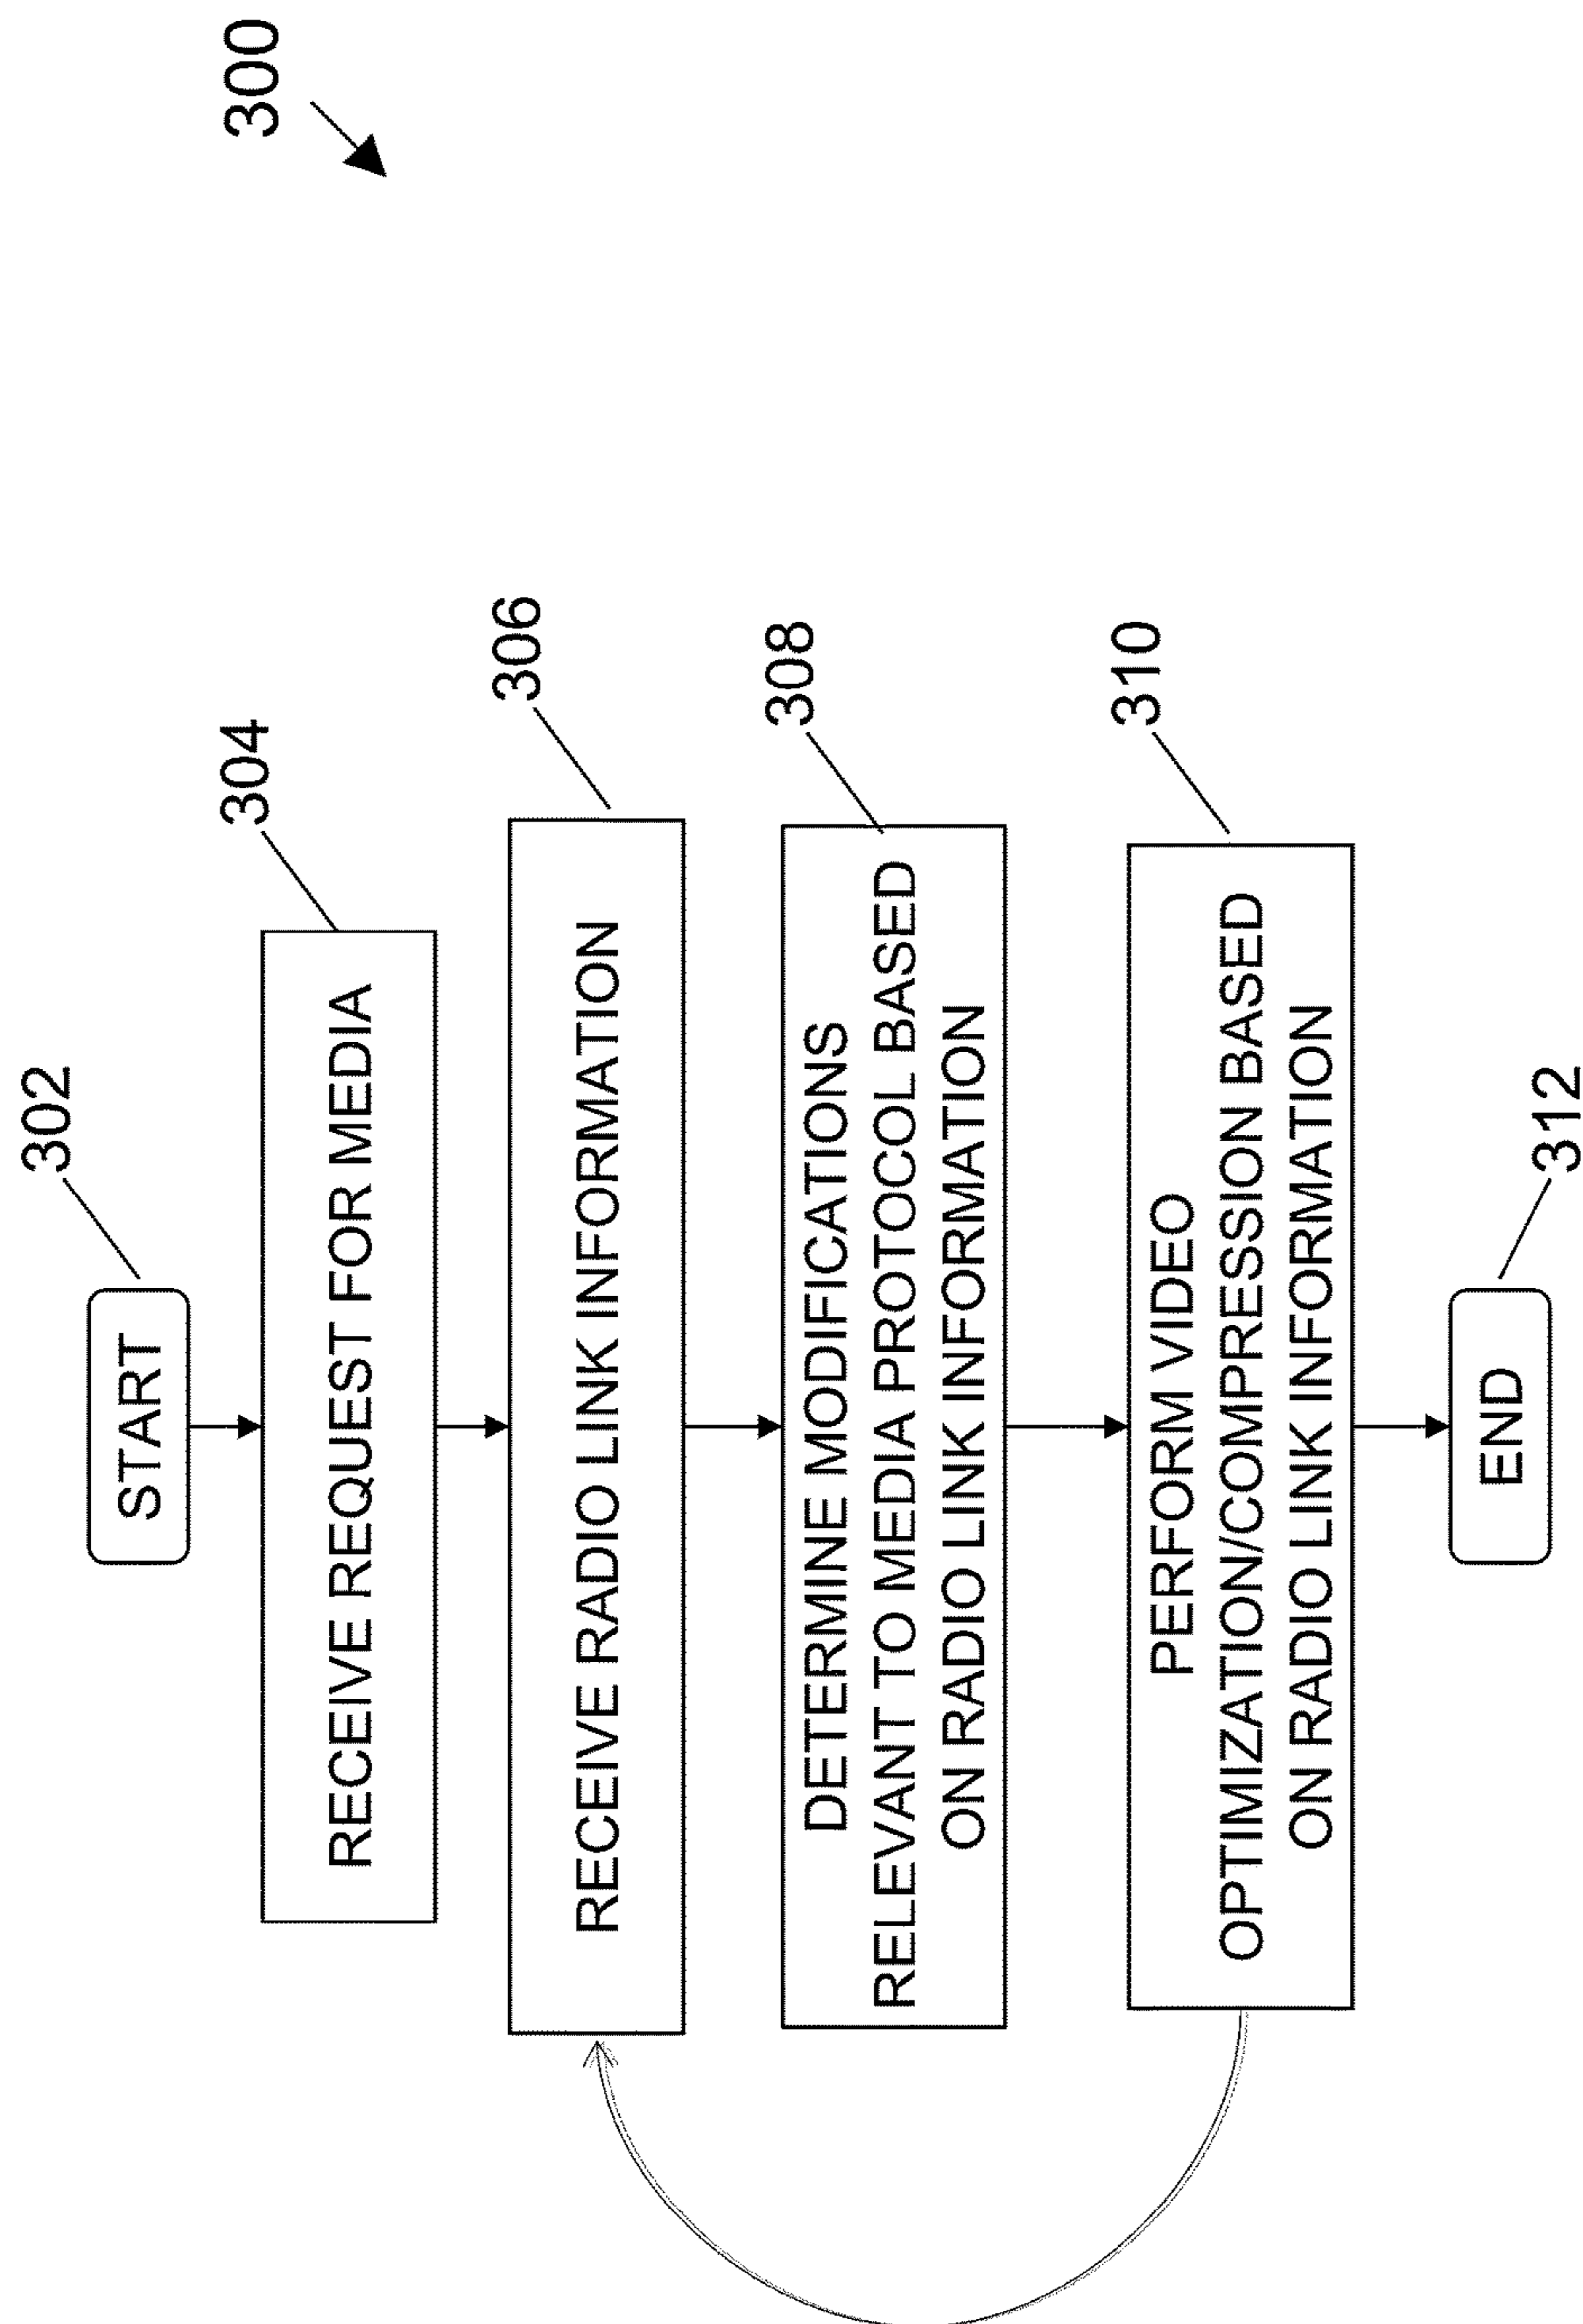 300
302
START
304
RECEIVE REQUEST FOR MEDIA
306
RECEIVE RADIO LINK INFORMATION
308
DETERMINE MODIFICATIONS
RELEVANT TO MEDIA PROTOCOL BASED
ON RADIO LINK INFORMATION
310
PERFORM VIDEO
OPTIMIZATION/COMPRESSION BASED
ON RADIO LINK INFORMATION
312
END